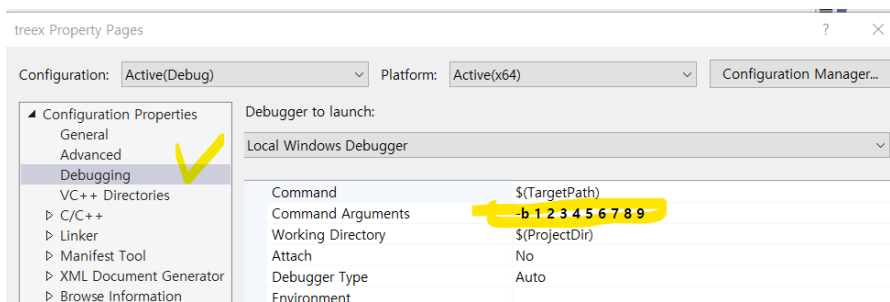 treex Property Pages ? ×
Configuration: Active(Debug) Platform: Active(x64) Configuration Manager...
Configuration Properties
General
Advanced
Debugging
VC++ Directories
C/C++
Linker
Manifest Tool
XML Document Generator
Browse Information
Debugger to launch:
Local Windows Debugger
Command $(TargetPath)
Command Arguments -b 1 2 3 4 5 6 7 8 9
Working Directory $(ProjectDir)
Attach No
Debugger Type Auto
Environment